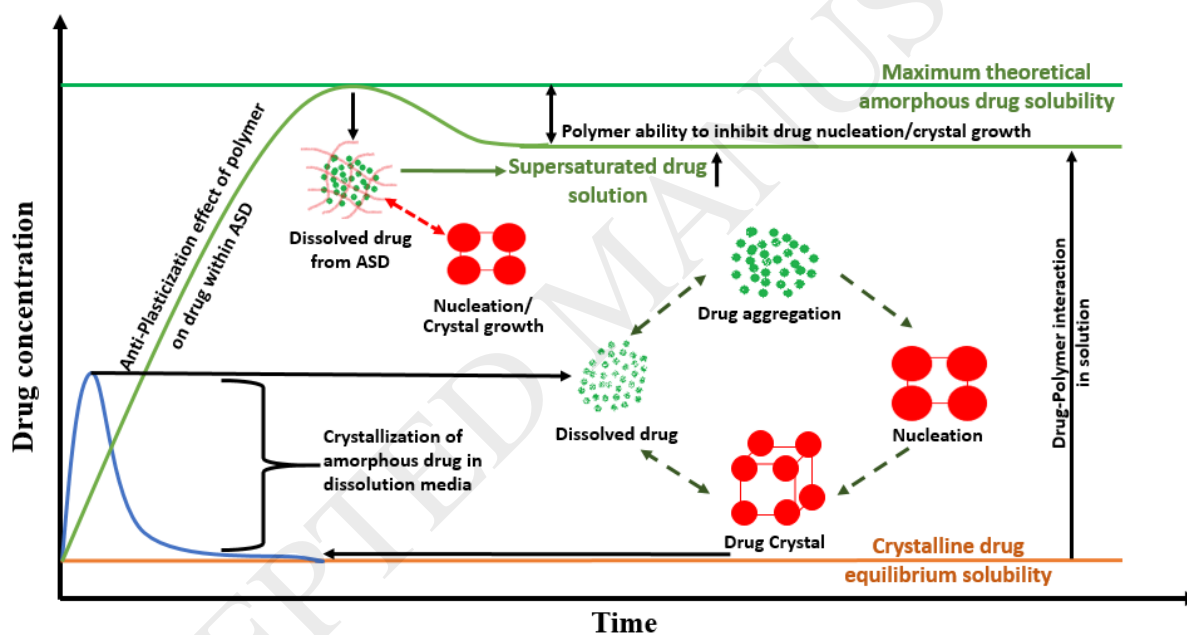 Maximum theoretical
amorphous drug solubility
Polymer ability to inhibit drug nucleation/crystal growth
Supersaturated drug
solution
Anti-Plasticization effect of polymer
on drug within ASD
Dissolved drug
from ASD
Nucleation/
Crystal growth
Drug aggregation
Dissolved drug
Nucleation
Drug Crystal
Crystallization of
amorphous drug in
dissolution media
Drug-Polymer interaction
in solution
Crystalline drug
equilibrium solubility
Drug concentration
Time
EPTED MANUS